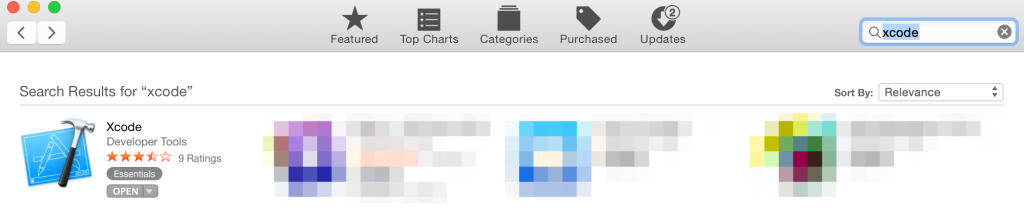 Featured
Top Charts
Categories
Purchased
2
Updates
xcode
Search Results for “xcode”
Sort By: Relevance
Xcode
Developer Tools
9 Ratings
Essentials
OPEN